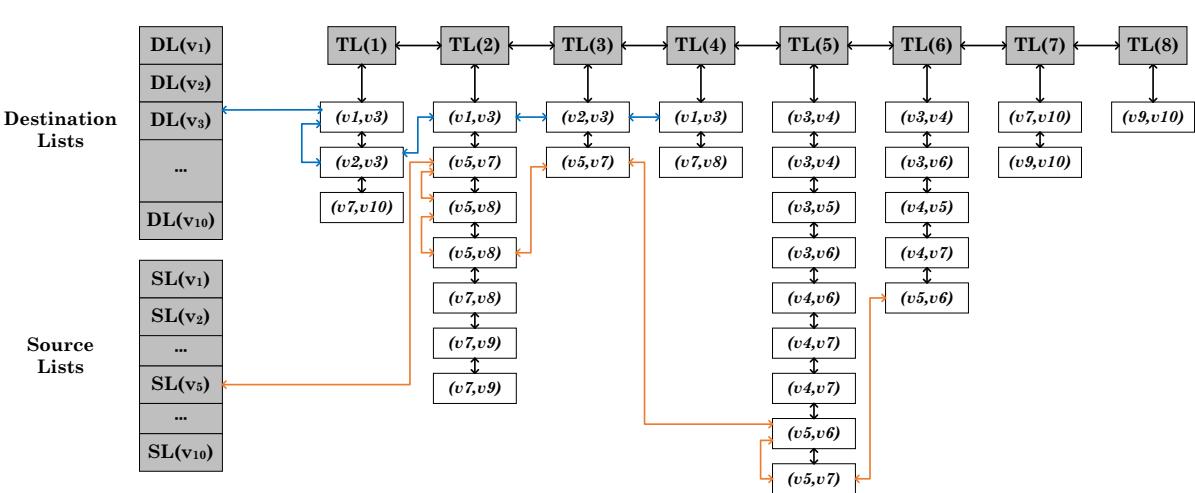 DL(v1)
DL(v2)
DL(v3)
...
DL(v10)
Destination
Lists
SL(v1)
SL(v2)
...
SL(v5)
...
SL(v10)
Source
Lists
TL(1)
(v1,v3)
(v2,v3)
(v7,v10)
TL(2)
(v1,v3)
(v5,v7)
(v5,v8)
(v5,v8)
(v7,v8)
(v7,v9)
(v7,v9)
TL(3)
(v2,v3)
(v5,v7)
TL(4)
(v1,v3)
(v7,v8)
TL(5)
(v3,v4)
(v3,v4)
(v3,v5)
(v3,v6)
(v4,v6)
(v4,v7)
(v4,v7)
(v5,v6)
(v5,v7)
TL(6)
(v3,v4)
(v3,v6)
(v4,v5)
(v4,v7)
(v5,v6)
TL(7)
(v7,v10)
(v9,v10)
TL(8)
(v9,v10)